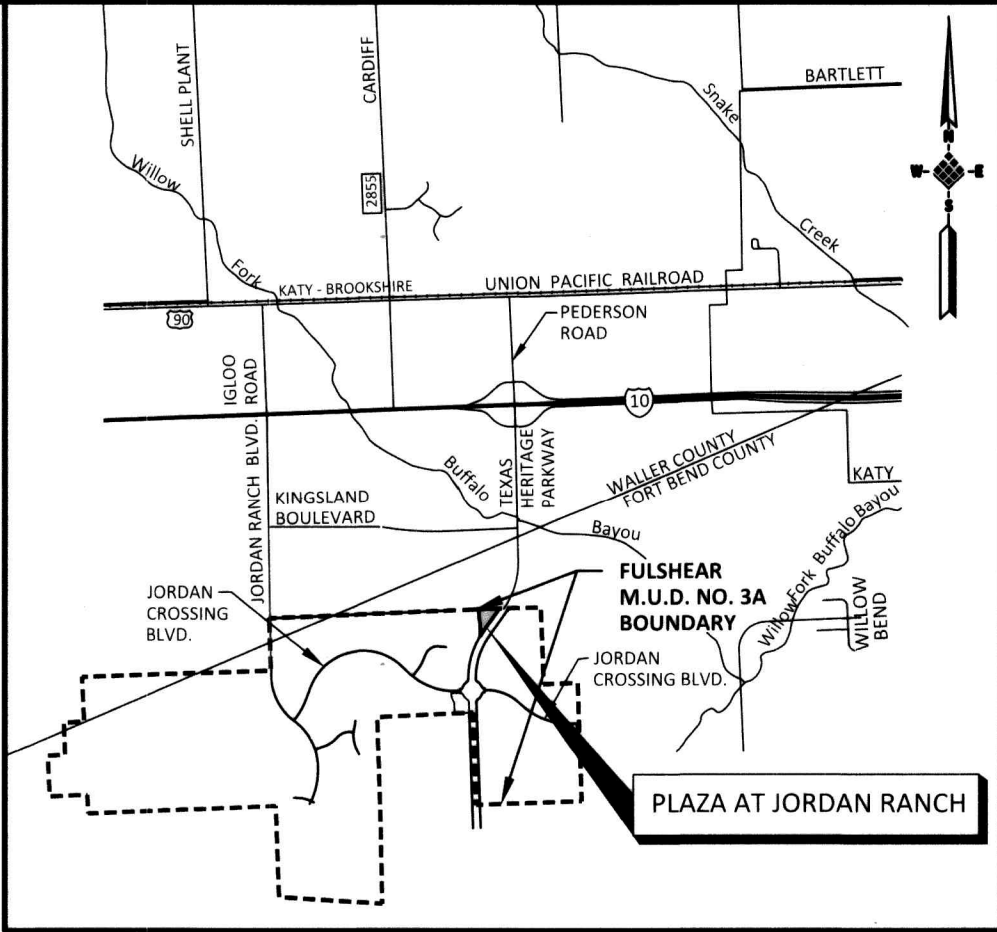 SHELL PLANT
CARDIFF
BARTLETT
Snake
Willow
2855
N
W
E
S
Creek
Fork
KATY - BROOKSHIRE
UNION PACIFIC RAILROAD
90
PEDERSON
ROAD
IGLOO
ROAD
10
JORDAN RANCH BLVD.
TEXAS
HERITAGE
PARKWAY
WALLER COUNTY
FORT BEND COUNTY
Buffalo
KATY
KINGSLAND
BOULEVARD
Bayou
Willow Fork Buffalo Bayou
JORDAN
CROSSING
BLVD.
FULSHEAR
M.U.D. NO. 3A
BOUNDARY
WILLOW
BEND
JORDAN
CROSSING BLVD.
PLAZA AT JORDAN RANCH